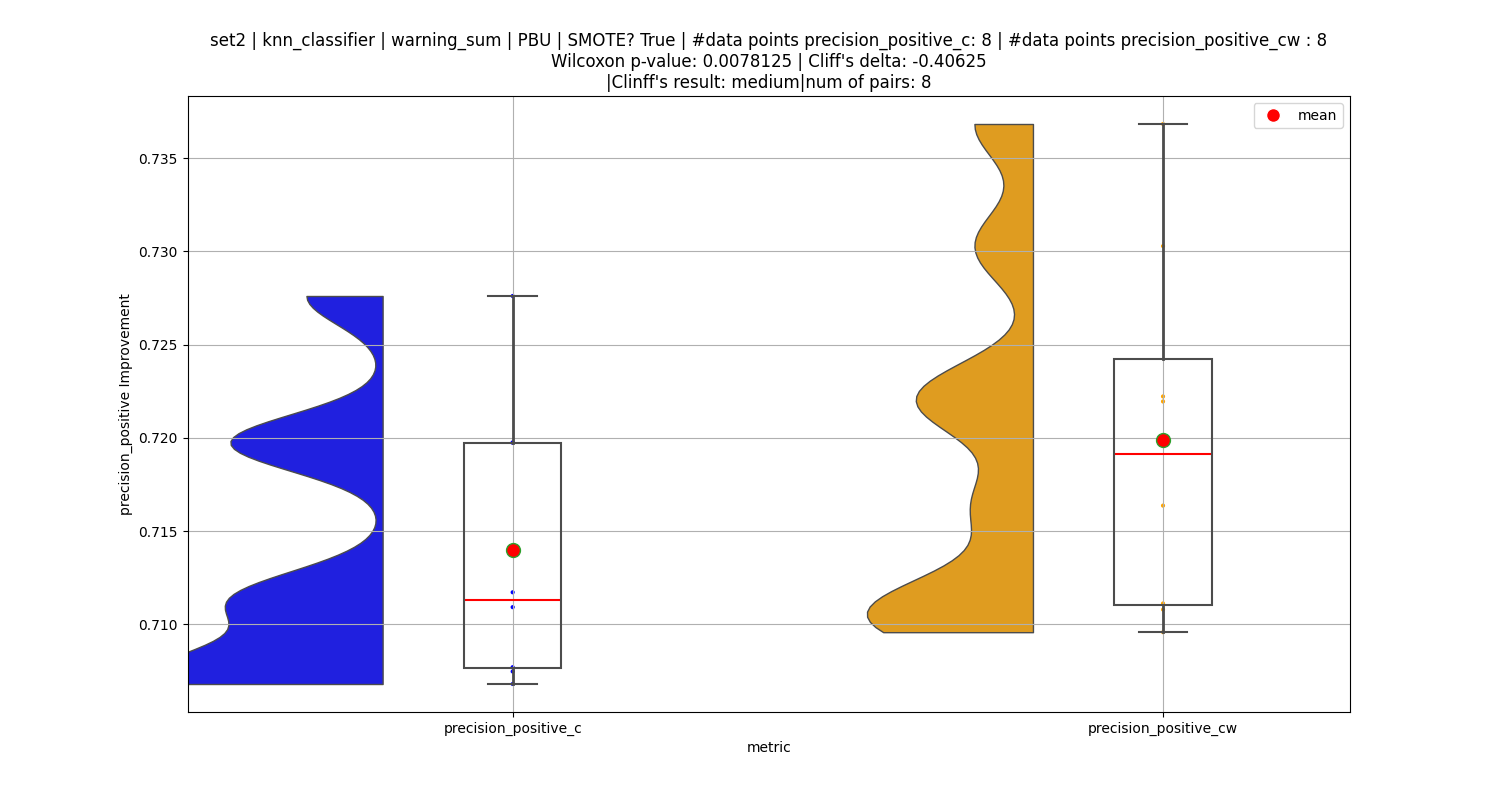 set2 | knn_classifier | warning_sum | PBU | SMOTE? True | #data points precision_positive_c: 8 | #data points precision_positive_cw : 8
Wilcoxon p-value: 0.0078125 | Cliff's delta: -0.40625
|Clinff's result: medium|num of pairs: 8
mean
0.735
0.730
0.725
0.720
0.715
0.710
precision_positive Improvement
precision_positive_c
precision_positive_cw
metric